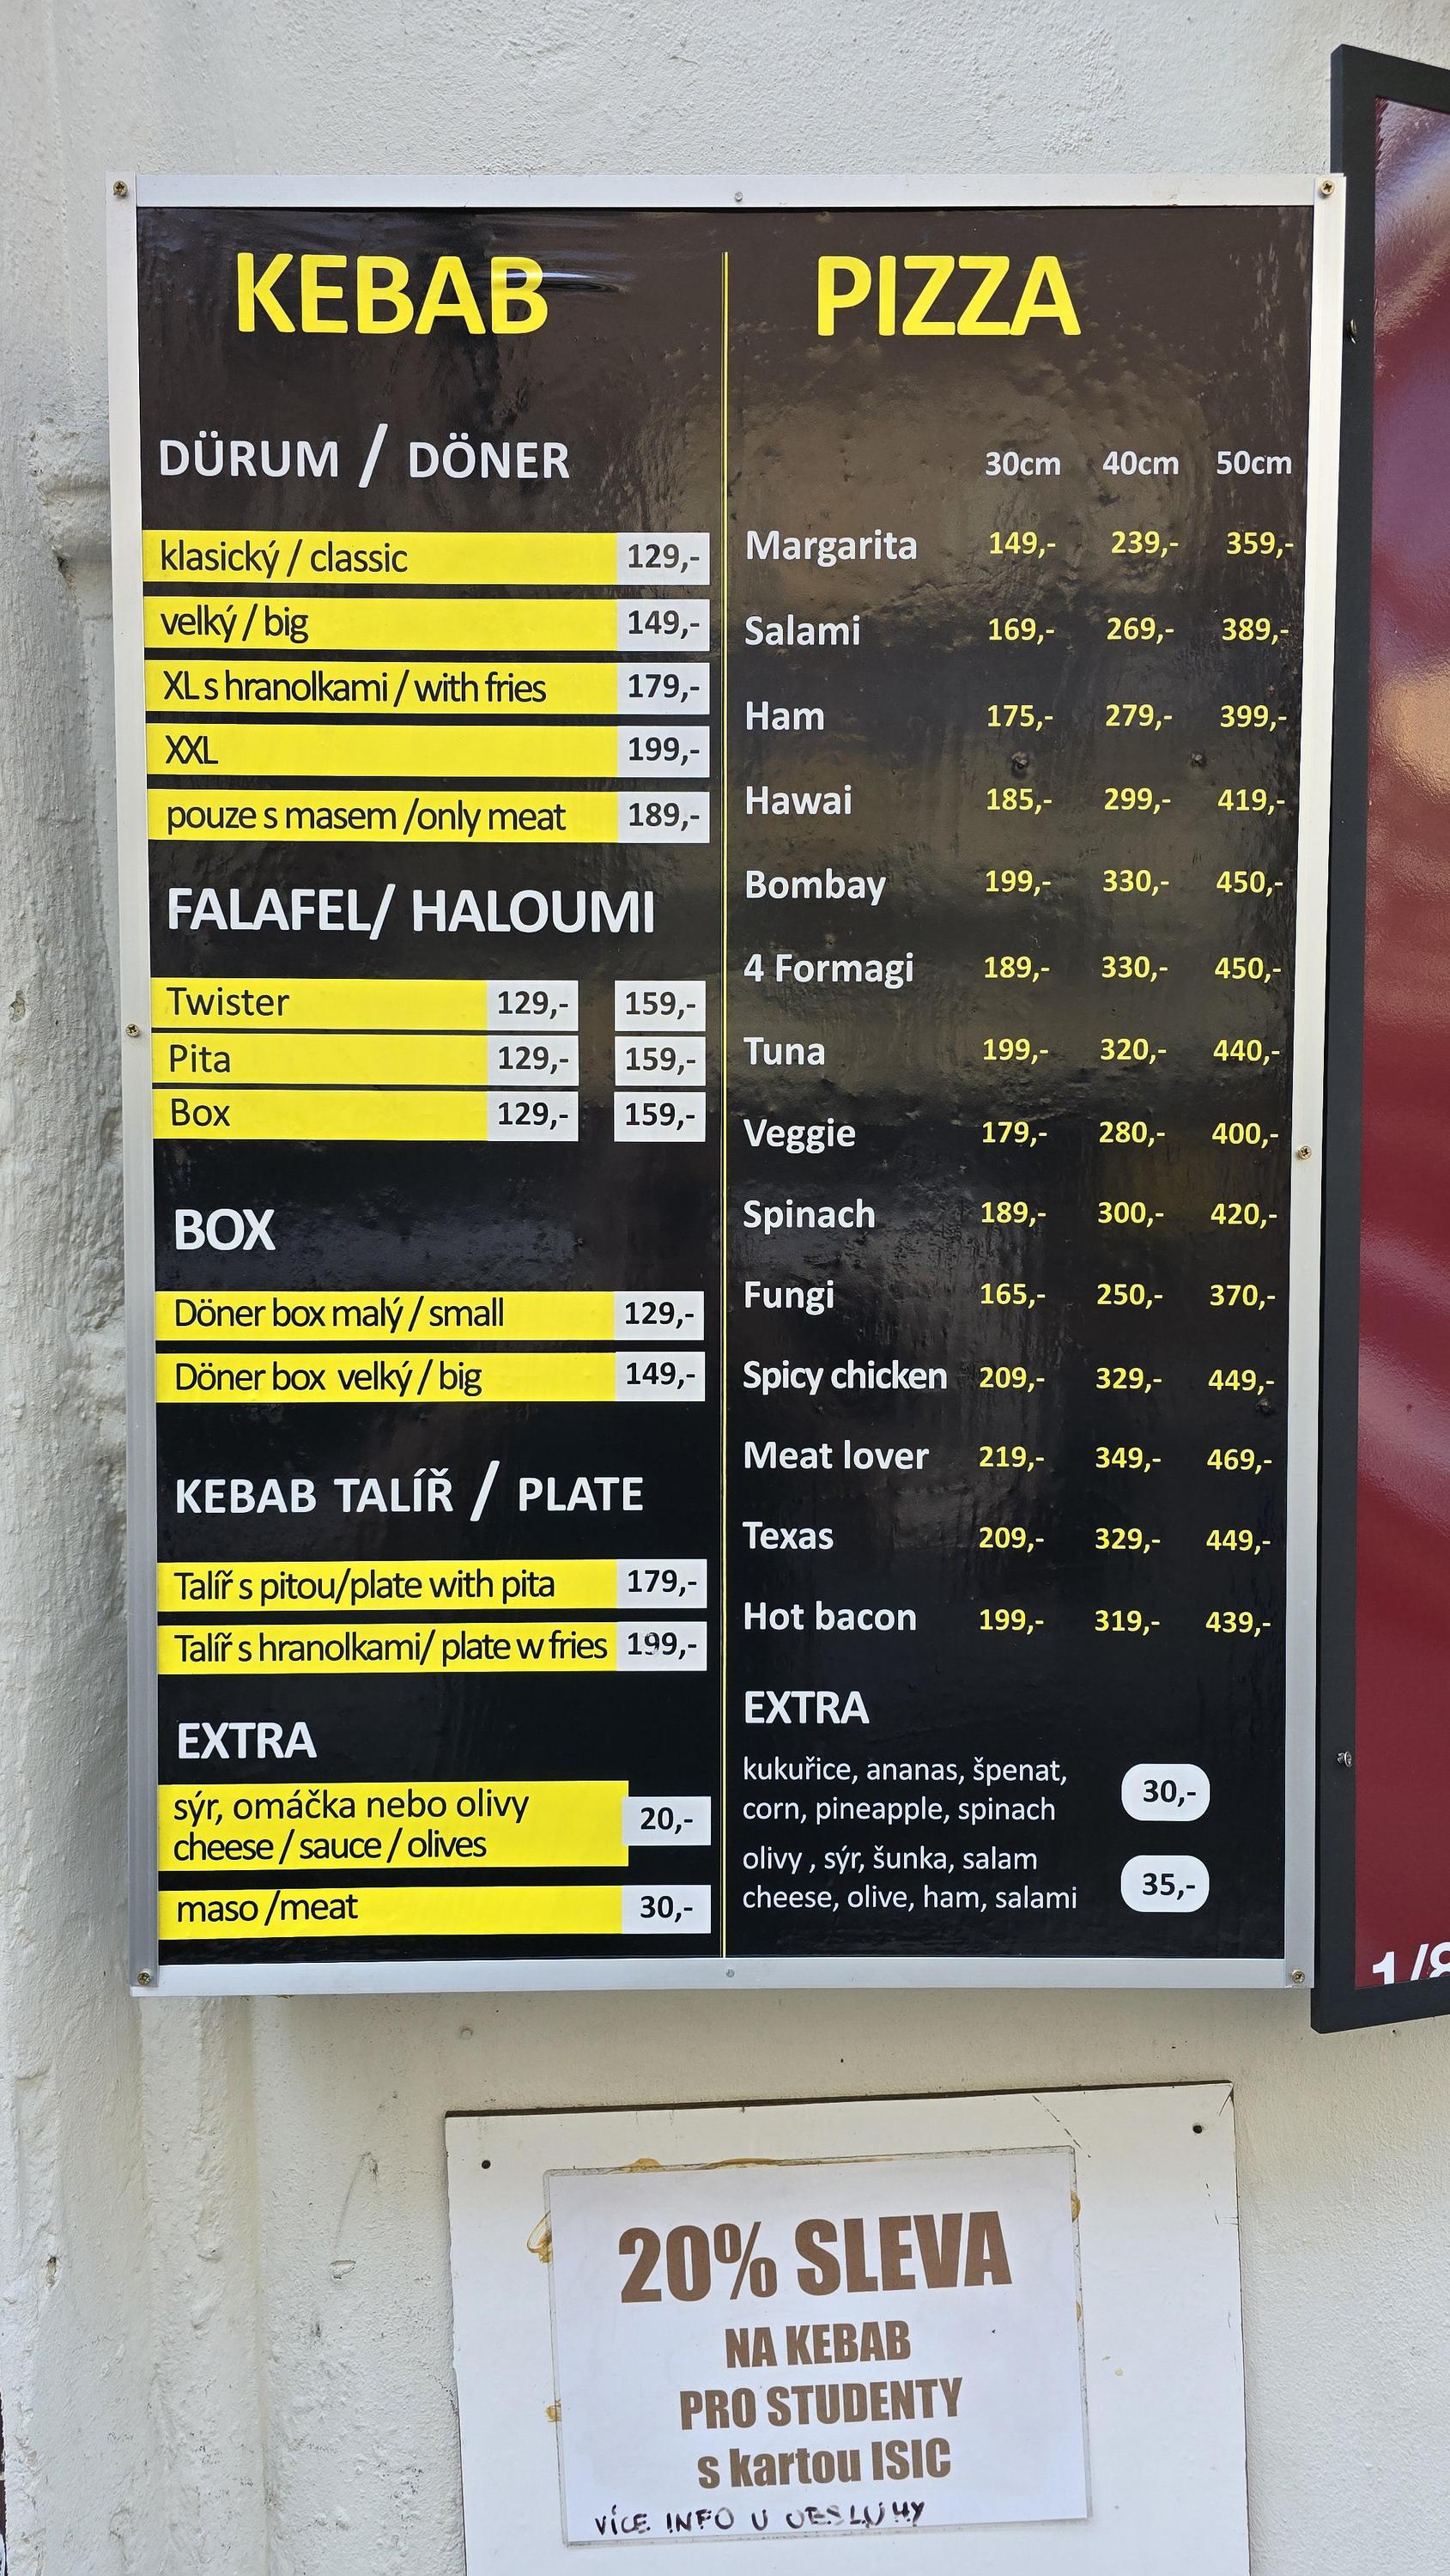 KEBAB
DÜRUM / DÖNER
klasický / classic 129,-
velký / big 149,-
XL s hranolkami / with fries 179,-
XXL 199,-
pouze s masem /only meat 189,-
FALAFEL/ HALOUMI
Twister 129,- 159,-
Pita 129,- 159,-
Box 129,- 159,-
BOX
Döner box malý / small 129,-
Döner box velký / big 149,-
KEBAB TALÍŘ / PLATE
Talíř s pitou/plate with pita 179,-
Talíř s hranolkami/ plate w fries 199,-
EXTRA
sýr, omáčka nebo olivy
cheese / sauce / olives 20,-
maso /meat 30,-
PIZZA
30cm 40cm 50cm
Margarita 149,- 239,- 359,-
Salami 169,- 269,- 389,-
Ham 175,- 279,- 399,-
Hawai 185,- 299,- 419,-
Bombay 199,- 330,- 450,-
4 Formagi 189,- 330,- 450,-
Tuna 199,- 320,- 440,-
Veggie 179,- 280,- 400,-
Spinach 189,- 300,- 420,-
Fungi 165,- 250,- 370,-
Spicy chicken 209,- 329,- 449,-
Meat lover 219,- 349,- 469,-
Texas 209,- 329,- 449,-
Hot bacon 199,- 319,- 439,-
EXTRA
kukuřice, ananas, špenat,
corn, pineapple, spinach 30,-
olivy , sýr, šunka, salam
cheese, olive, ham, salami 35,-
20% SLEVA
NA KEBAB
PRO STUDENTY
s kartou ISIC
VÍCE INFO U